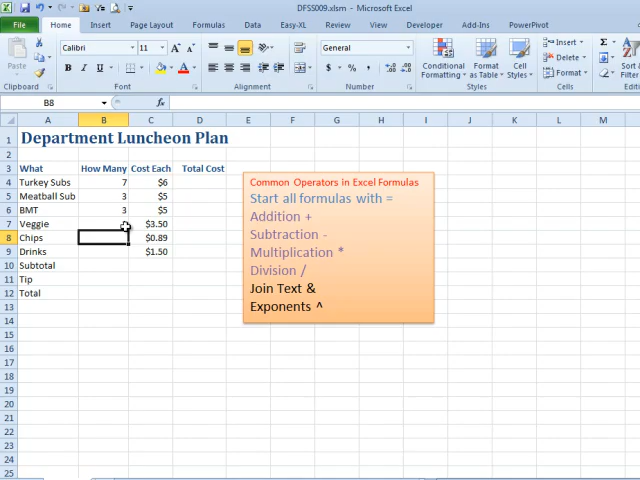 DFSS009.xlsm - Microsoft Excel
File Home Insert Page Layout Formulas Data Easy-XL Review View Developer Add-Ins PowerPivot
Calibri 11 A A General Insert Σ
Paste B I U A $ % , Conditional Formatting Format as Table Cell Styles Delete Format Sort & Filter
Clipboard Font Alignment Number Styles Cells
B8 fx
A B C D E F G H I J K L M
1 Department Luncheon Plan
2
3 What How Many Cost Each Total Cost
4 Turkey Subs 7 $6
5 Meatball Sub 3 $5
6 BMT 3 $5
7 Veggie $3.50
8 Chips $0.89
9 Drinks $1.50
10 Subtotal
11 Tip
12 Total
13
14
15
16
17
18
19
20
21
22
23
24
25
Common Operators in Excel Formulas
Start all formulas with =
Addition +
Subtraction -
Multiplication *
Division /
Join Text &
Exponents ^